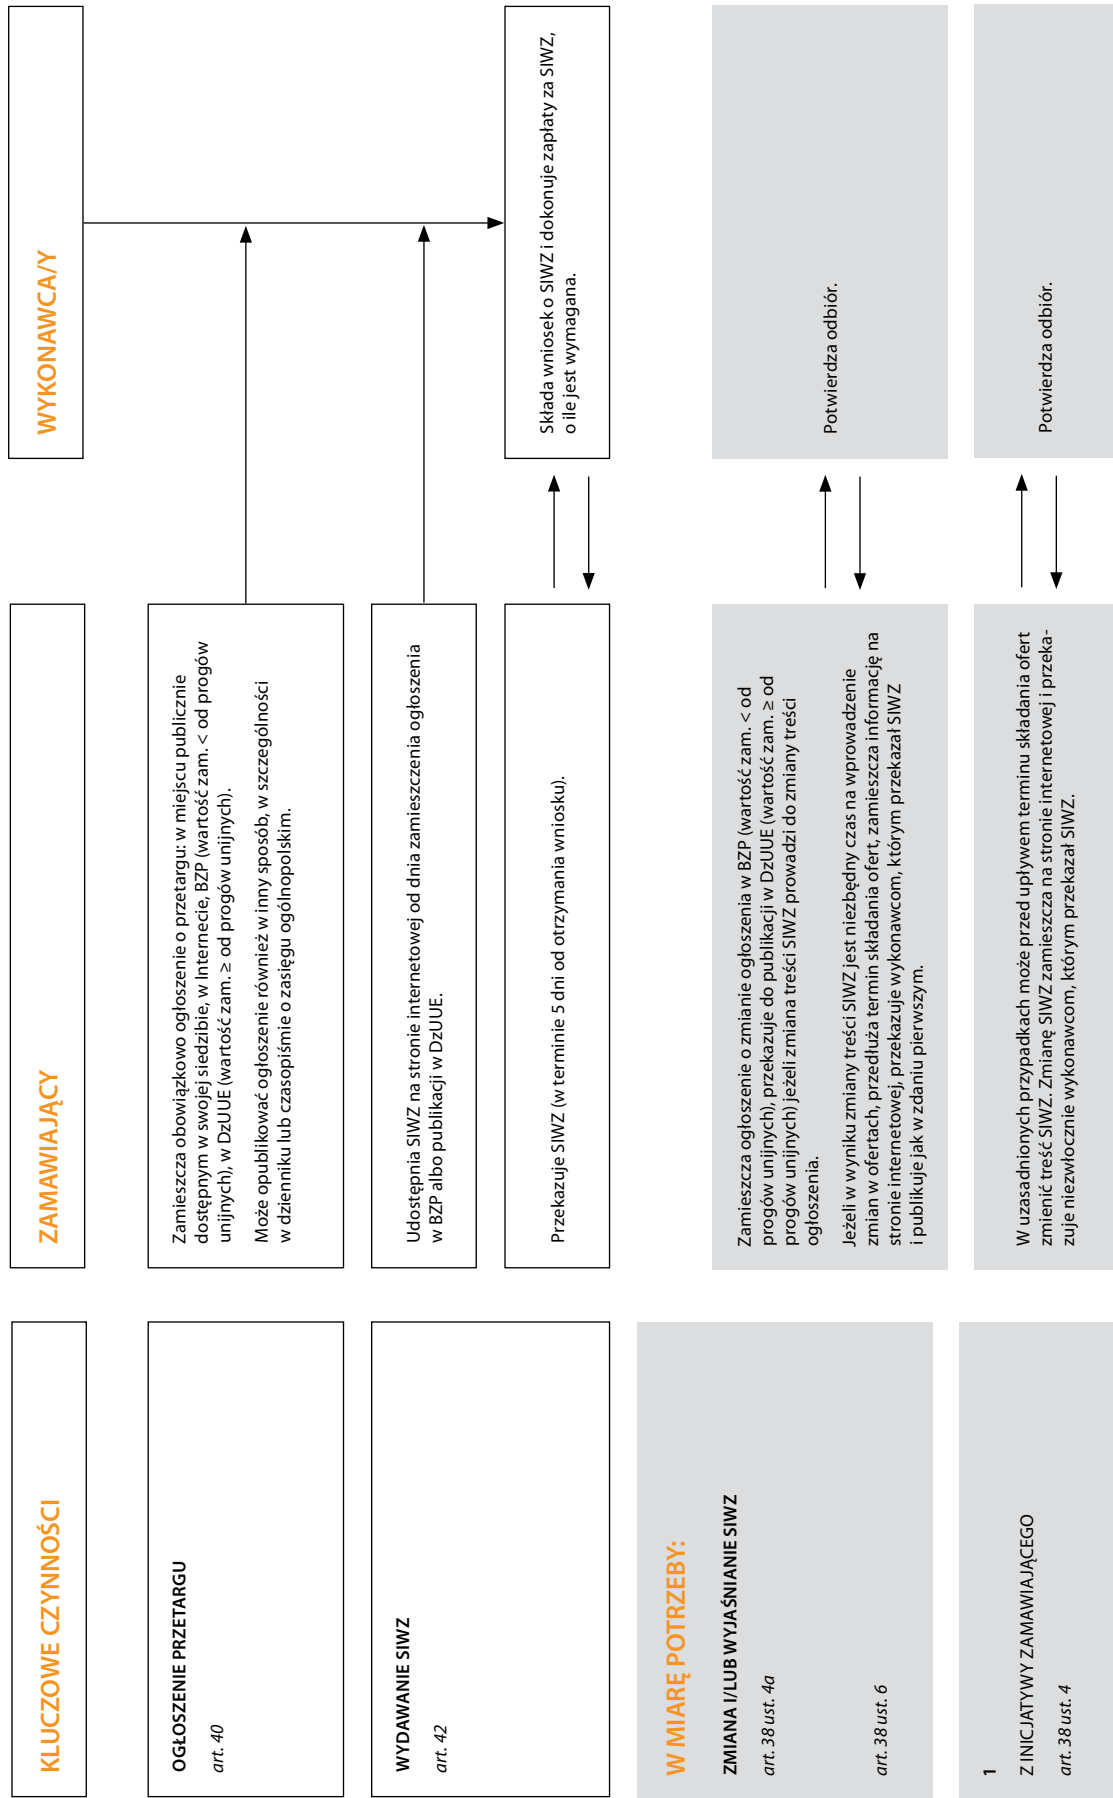 KLUCZOWE CZYNNOŚCI
ZAMAWIAJĄCY
WYKONAWCA/Y
OGŁOSZENIE PRZETARGU
art. 40
Zamieszcza obowiązkowo ogłoszenie o przetargu: w miejscu publicznie
dostępnym w swojej siedzibie, w Internecie, BZP (wartość zam. < od progów
unijnych), w DzUUE (wartość zam. ≥ od progów unijnych).
Może opublikować ogłoszenie również w inny sposób, w szczególności
w dzienniku lub czasopiśmie o zasięgu ogólnopolskim.
WYDAWANIE SIWZ
art. 42
Udostępnia SIWZ na stronie internetowej od dnia zamieszczenia ogłoszenia
w BZP albo publikacji w DzUUE.
Przekazuje SIWZ (w terminie 5 dni od otrzymania wniosku).
Składa wniosek o SIWZ i dokonuje zapłaty za SIWZ,
o ile jest wymagana.
W MIARĘ POTRZEBY:
ZMIANA I/LUB WYJAŚNIANIE SIWZ
art. 38 ust. 4a
art. 38 ust. 6
Zamieszcza ogłoszenie o zmianie ogłoszenia w BZP (wartość zam. < od
progów unijnych), przekazuje do publikacji w DzUUE (wartość zam. ≥ od
progów unijnych) jeżeli zmiana treści SIWZ prowadzi do zmiany treści
ogłoszenia.
Jeżeli w wyniku zmiany treści SIWZ jest niezbędny czas na wprowadzenie
zmian w ofertach, przedłuża termin składania ofert, zamieszcza informację na
stronie internetowej, przekazuje wykonawcom, którym przekazał SIWZ
i publikuje jak w zdaniu pierwszym.
Potwierdza odbiór.
1
Z INICJATYWY ZAMAWIAJĄCEGO
art. 38 ust. 4
W uzasadnionych przypadkach może przed upływem terminu składania ofert
zmienić treść SIWZ. Zmianę SIWZ zamieszcza na stronie internetowej i przeka-
zuje niezwłocznie wykonawcom, którym przekazał SIWZ.
Potwierdza odbiór.